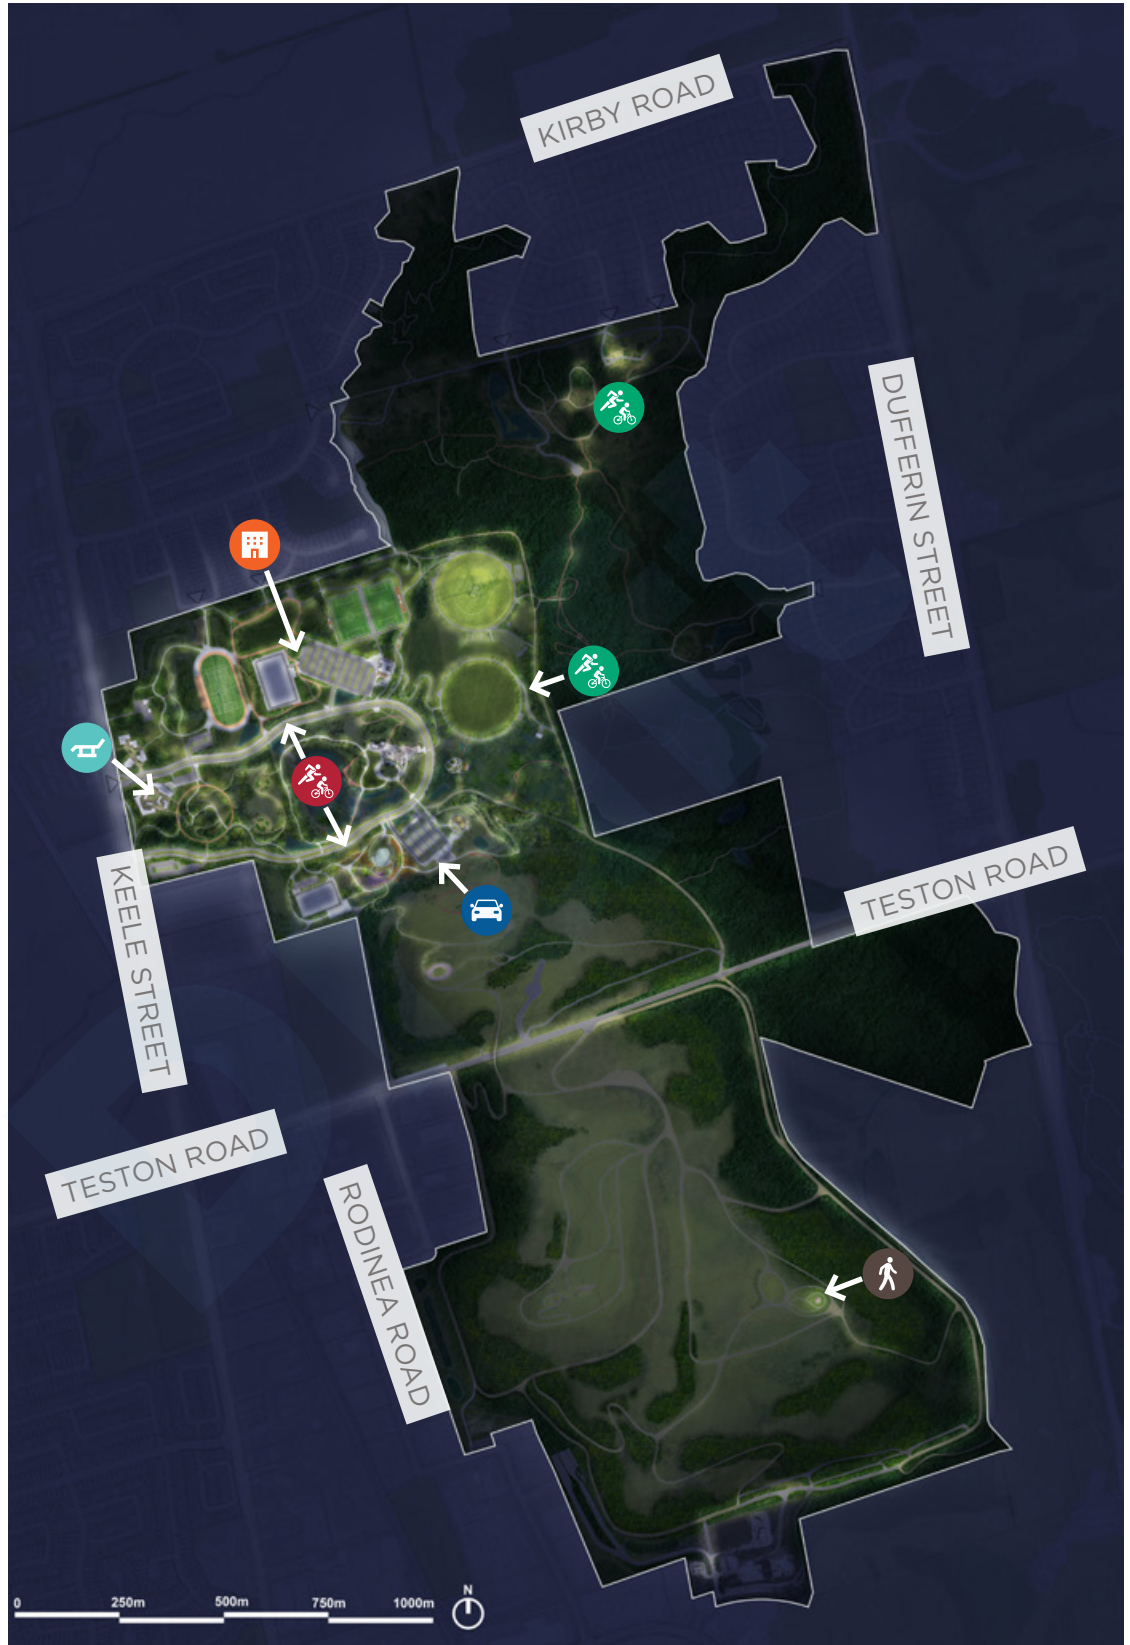 KIRBY ROAD
DUFFERIN STREET
TESTON ROAD
KEELE STREET
TESTON ROAD
RODINEA ROAD
0 250m 500m 750m 1000m
N